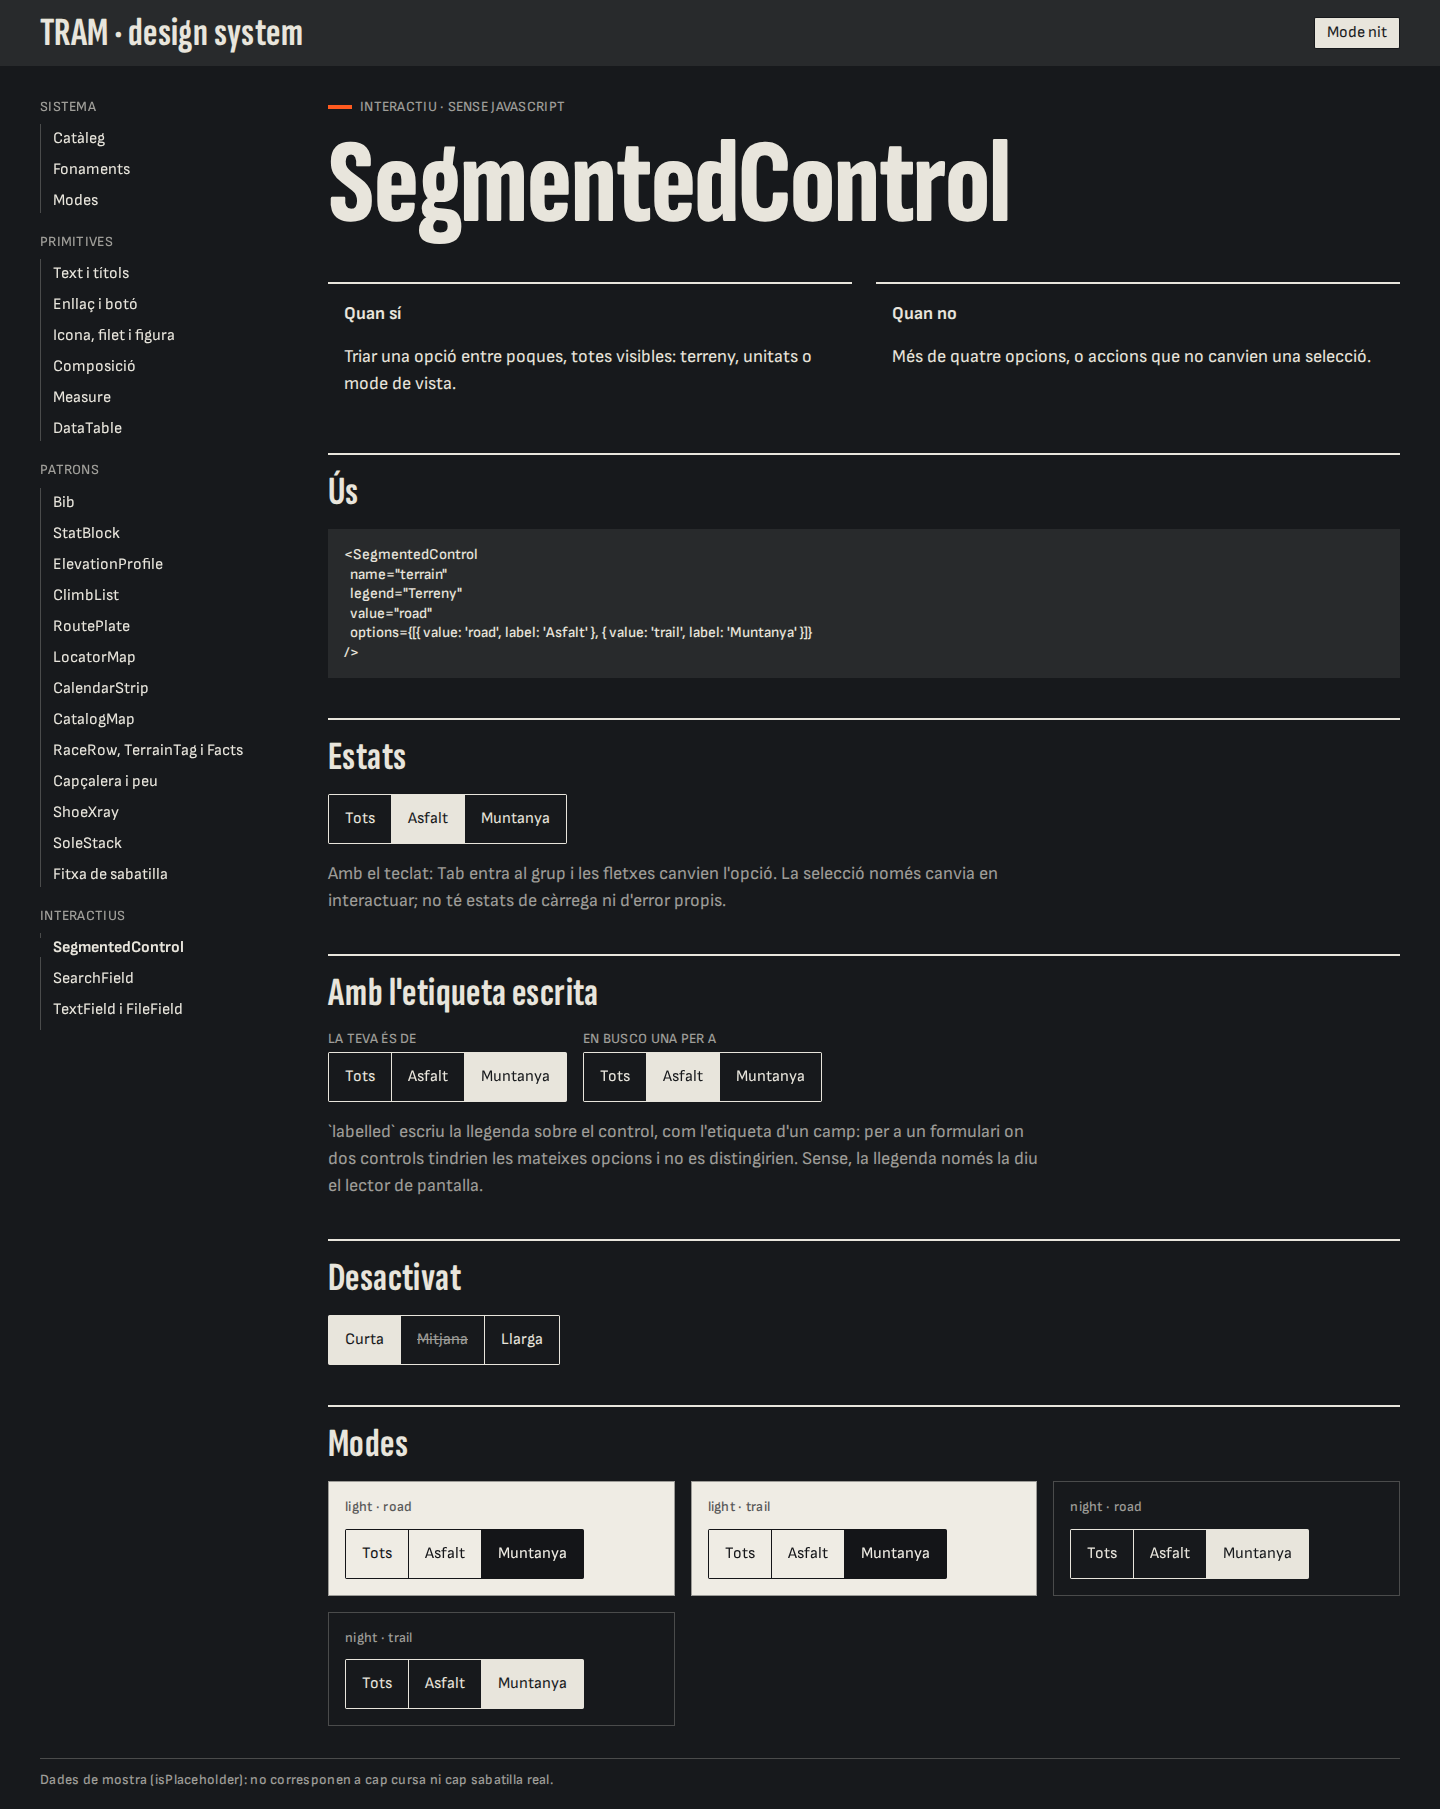 TRAM · design system
Mode nit
SISTEMA
Catàleg
Fonaments
Modes
PRIMITIVES
Text i títols
Enllaç i botó
Icona, filet i figura
Composició
Measure
DataTable
PATRONS
Bib
StatBlock
ElevationProfile
ClimbList
RoutePlate
LocatorMap
CalendarStrip
CatalogMap
RaceRow, TerrainTag i Facts
Capçalera i peu
ShoeXray
SoleStack
Fitxa de sabatilla
INTERACTIUS
SegmentedControl
SearchField
TextField i FileField
INTERACTIU · SENSE JAVASCRIPT
SegmentedControl
Quan sí
Triar una opció entre poques, totes visibles: terreny, unitats o
mode de vista.
Quan no
Més de quatre opcions, o accions que no canvien una selecció.
Ús
<SegmentedControl
name="terrain"
legend="Terreny"
value="road"
options={[{ value: 'road', label: 'Asfalt' }, { value: 'trail', label: 'Muntanya' }]}
/>
Estats
Tots Asfalt Muntanya
Amb el teclat: Tab entra al grup i les fletxes canvien l'opció. La selecció només canvia en
interactuar; no té estats de càrrega ni d'error propis.
Amb l'etiqueta escrita
LA TEVA ÉS DE
Tots Asfalt Muntanya
EN BUSCO UNA PER A
Tots Asfalt Muntanya
`labelled` escriu la llegenda sobre el control, com l'etiqueta d'un camp: per a un formulari on
dos controls tindrien les mateixes opcions i no es distingirien. Sense, la llegenda només la diu
el lector de pantalla.
Desactivat
Curta Mitjana Llarga
Modes
light · road
Tots Asfalt Muntanya
light · trail
Tots Asfalt Muntanya
night · road
Tots Asfalt Muntanya
night · trail
Tots Asfalt Muntanya
Dades de mostra (isPlaceholder): no corresponen a cap cursa ni cap sabatilla real.